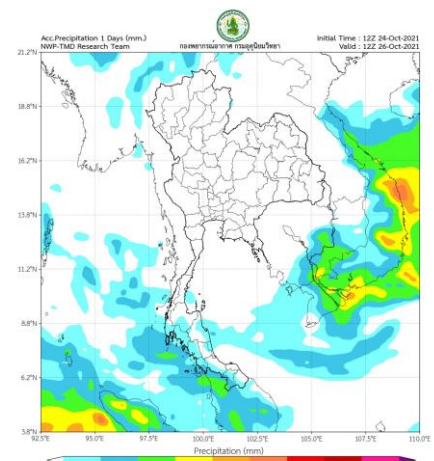 Acc.Precipitation 1 Days (mm.)
NWP-TMD Research Team
กองพยากรณ์อากาศ กรมอุตุนิยมวิทยา
Initial Time : 12Z 24-Oct-2021
Valid : 12Z 26-Oct-2021
21.2°N
18.8°N
16.2°N
13.8°N
11.2°N
8.8°N
6.2°N
3.8°N
92.5°E 95.0°E 97.5°E 100.0°E 102.5°E 105.0°E 107.5°E 110.0°E
Precipitation (mm)